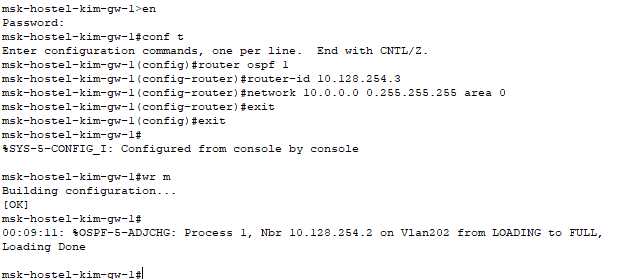 msk-hostel-kim-gw-1>en
Password:
msk-hostel-kim-gw-1#conf t
Enter configuration commands, one per line.  End with CNTL/Z.
msk-hostel-kim-gw-1(config)#router ospf 1
msk-hostel-kim-gw-1(config-router)#router-id 10.128.254.3
msk-hostel-kim-gw-1(config-router)#network 10.0.0.0 0.255.255.255 area 0
msk-hostel-kim-gw-1(config-router)#exit
msk-hostel-kim-gw-1(config)#exit
msk-hostel-kim-gw-1#
%SYS-5-CONFIG_I: Configured from console by console
msk-hostel-kim-gw-1#wr m
Building configuration...
[OK]
msk-hostel-kim-gw-1#
00:09:11: %OSPF-5-ADJCHG: Process 1, Nbr 10.128.254.2 on Vlan202 from LOADING to FULL,
Loading Done
msk-hostel-kim-gw-1#